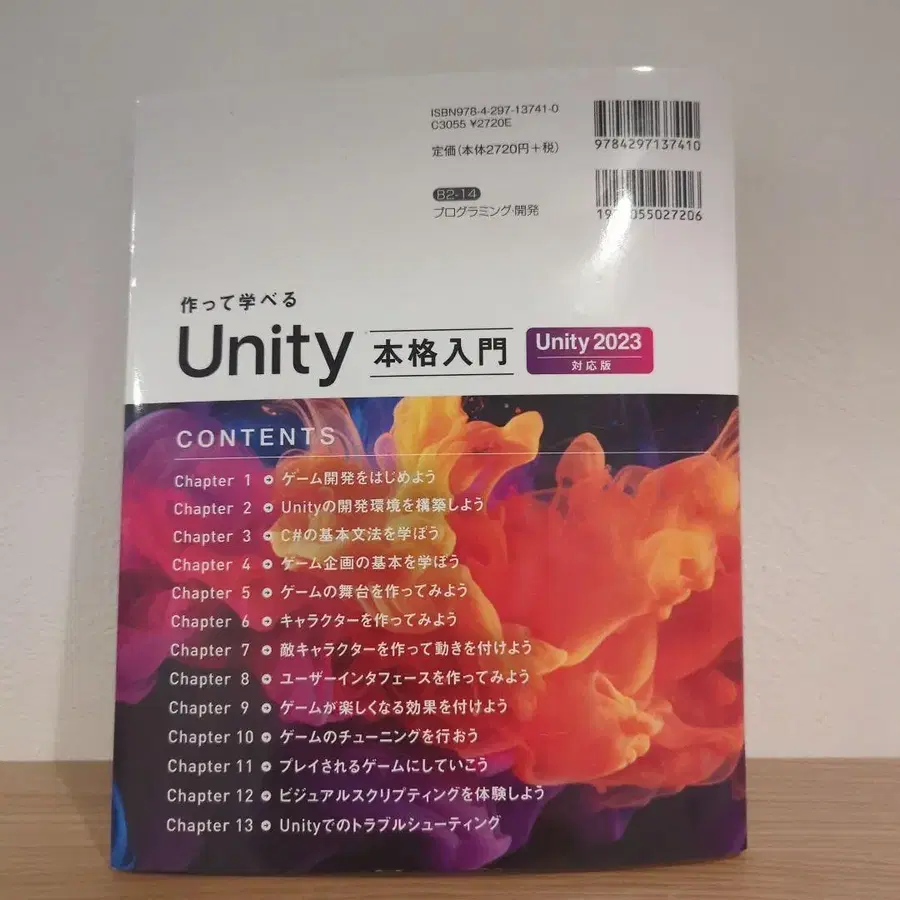 ISBN978-4-297-13741-0
C3055 ¥2720E
定価(本体2720円+税)
9784297137410
B2-14
プログラミング・開発
作って学べる
Unity 本格入門 Unity 2023
対応版
CONTENTS
Chapter 1 ゲーム開発をはじめよう
Chapter 2 Unityの開発環境を構築しよう
Chapter 3 C#の基本文法を学ぼう
Chapter 4 ゲーム企画の基本を学ぼう
Chapter 5 ゲームの舞台を作ってみよう
Chapter 6 キャラクターを作ってみよう
Chapter 7 敵キャラクターを作って動きを付けよう
Chapter 8 ユーザーインタフェースを作ってみよう
Chapter 9 ゲームが楽しくなる効果を付けよう
Chapter 10 ゲームのチューニングを行おう
Chapter 11 プレイされるゲームにしていこう
Chapter 12 ビジュアルスクリプティングを体験しよう
Chapter 13 Unityでのトラブルシューティング